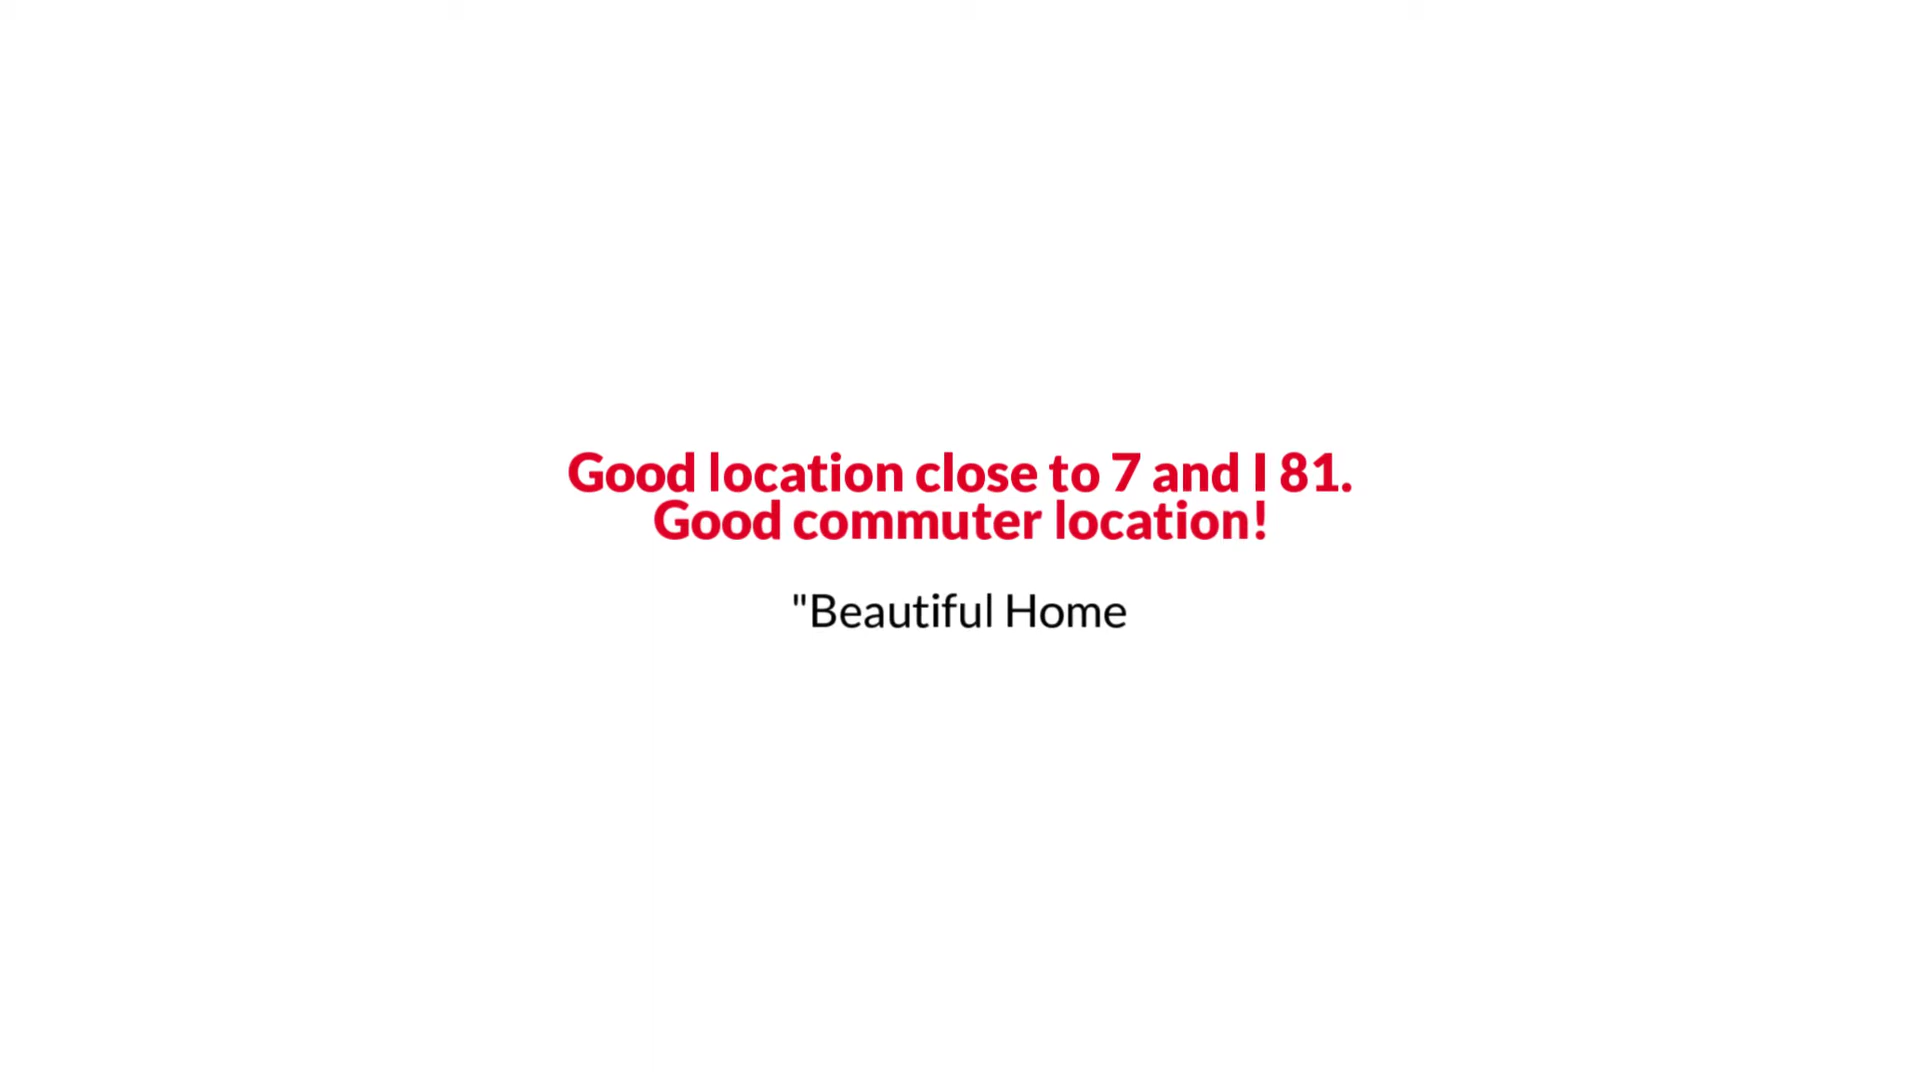 Good location close to 7 and I 81.
Good commuter location!
"Beautiful Home